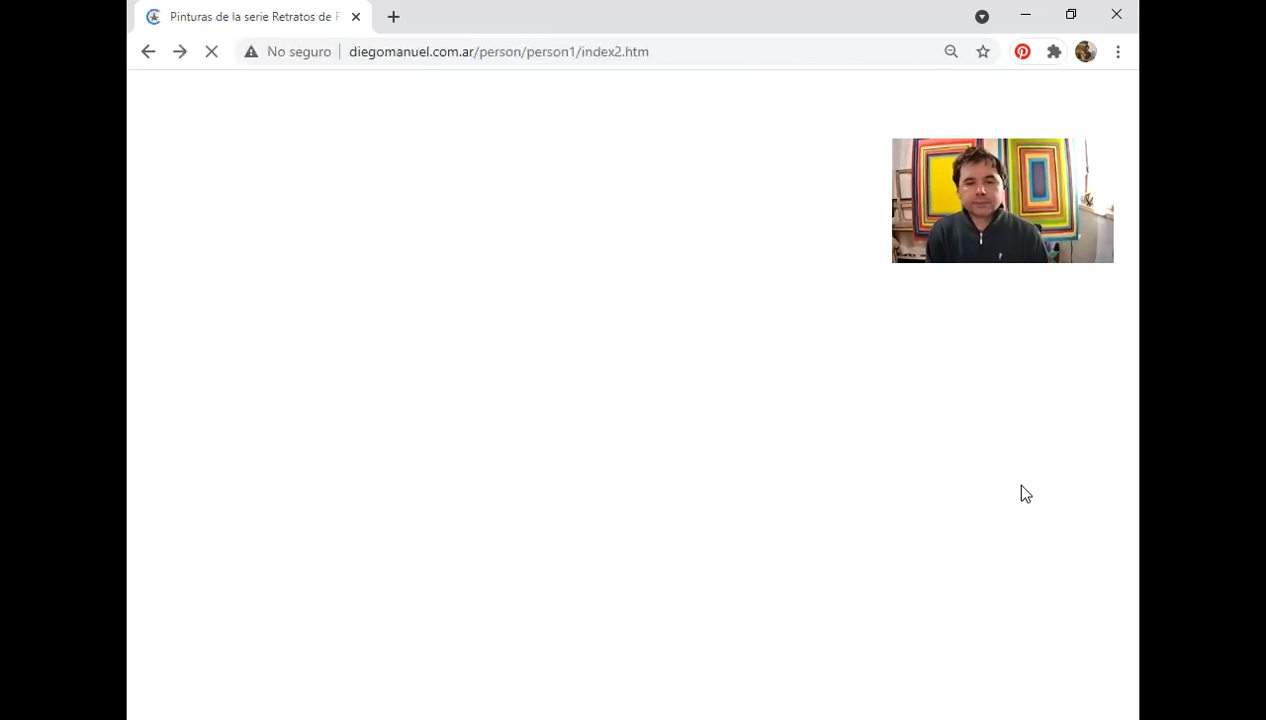 Pinturas de la serie Retratos de
No seguro
diegomanuel.com.ar/person/person1/index2.htm